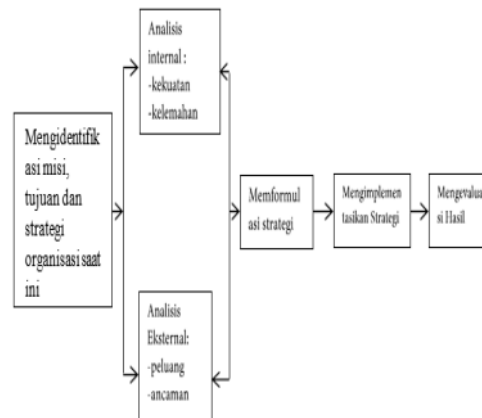 Mengidentifik
asi misi,
tujuan dan
strategi
organisasi saat
ini
Analisis
internal :
-kekuatan
-kelemahan
Analisis
Eksternal:
-peluang
-ancaman
Memformul
asi strategi
Mengimplemen
tasikan Strategi
Mengevalua
si Hasil